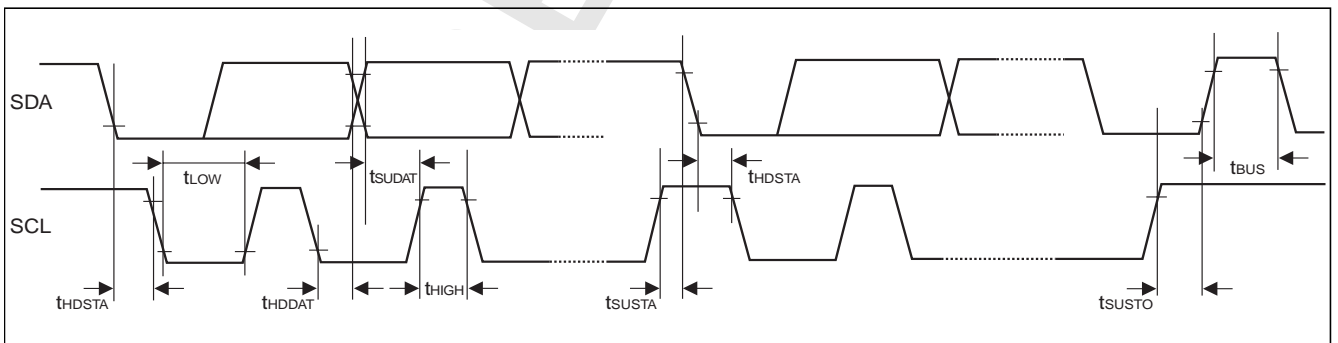 SDA
tLOW
tSUDAT
tHDSTA
tBUS
SCL
tHDSTA
tHDDAT
tHIGH
tSUSTA
tSUSTO